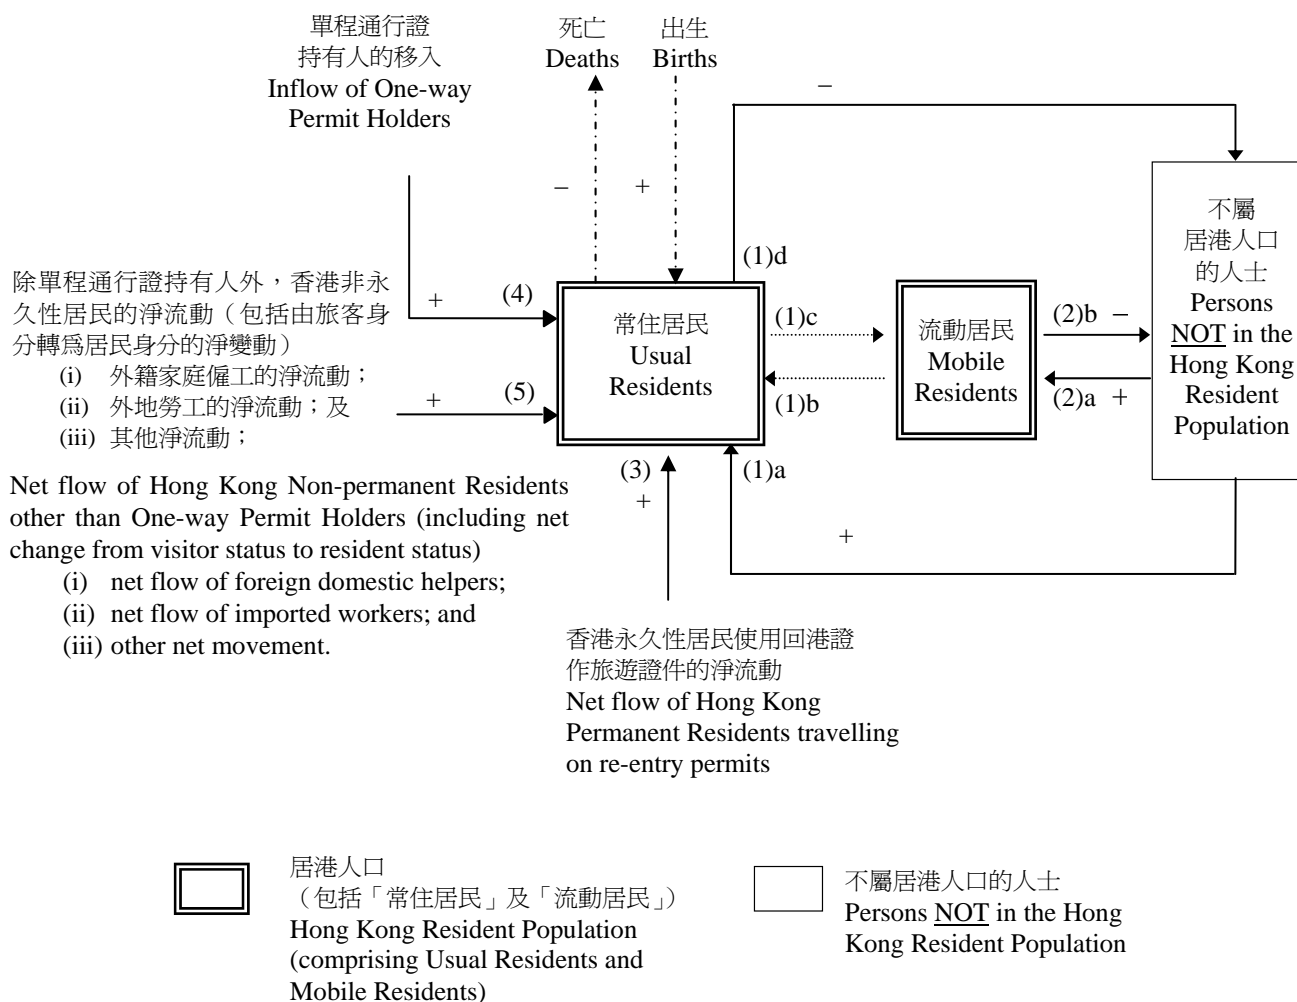 單程通行證
持有人的移入
Inflow of One-way
Permit Holders
死亡
Deaths
出生
Births
–
–
+
不屬
居港人口
的人士
Persons
NOT in the
Hong Kong
Resident
Population
(1)d
除單程通行證持有人外，香港非永
久性居民的淨流動（包括由旅客身
分轉爲居民身分的淨變動）
(i) 外籍家庭僱工的淨流動；
(ii) 外地勞工的淨流動；及
(iii) 其他淨流動；
+
(4)
+
(5)
常住居民
Usual
Residents
(1)c
(1)b
流動居民
Mobile
Residents
(2)b –
(2)a +
(3)
+
(1)a
+
Net flow of Hong Kong Non-permanent Residents
other than One-way Permit Holders (including net
change from visitor status to resident status)
(i) net flow of foreign domestic helpers;
(ii) net flow of imported workers; and
(iii) other net movement.
香港永久性居民使用回港證
作旅遊證件的淨流動
Net flow of Hong Kong
Permanent Residents travelling
on re-entry permits
居港人口
（包括「常住居民」及「流動居民」）
Hong Kong Resident Population
(comprising Usual Residents and
Mobile Residents)
不屬居港人口的人士
Persons NOT in the Hong
Kong Resident Population